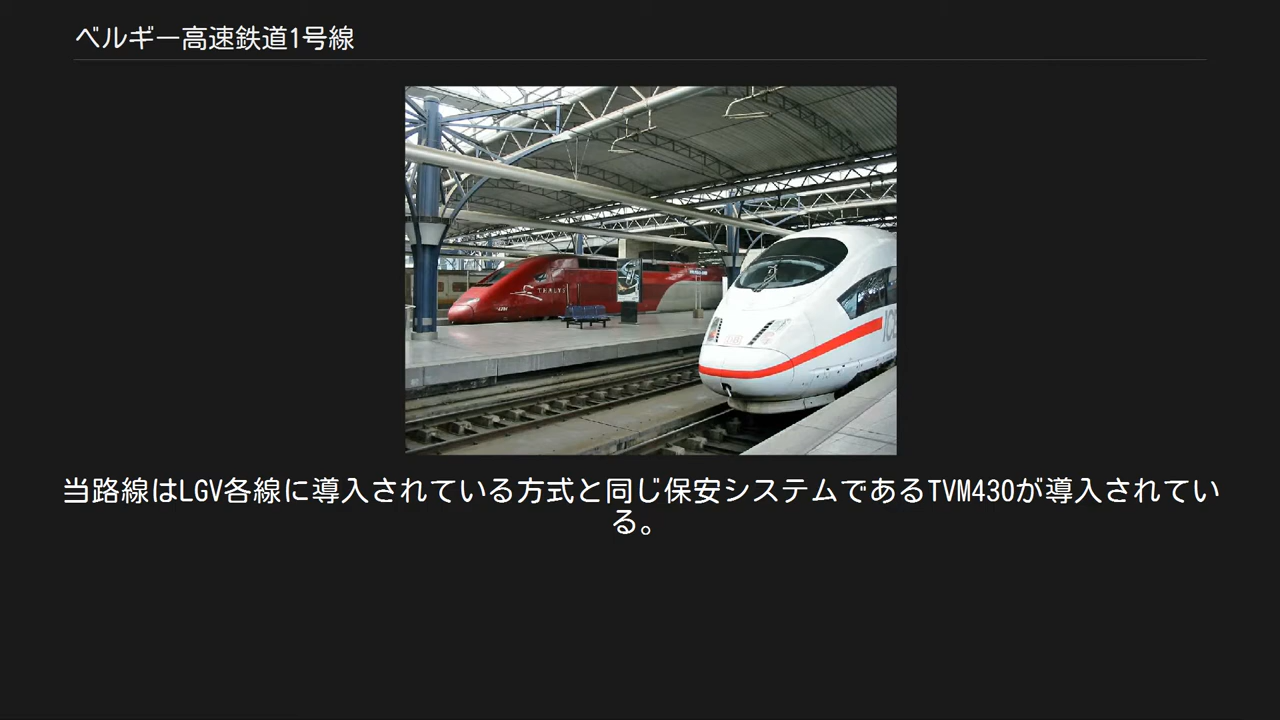 ベルギー高速鉄道1号線
THALYS
ICE
当路線はLGV各線に導入されている方式と同じ保安システムであるTVM430が導入されてい
る。